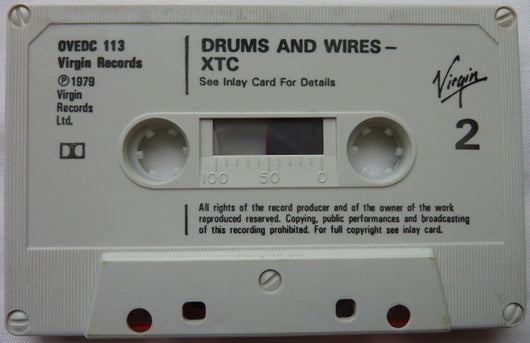 OVEDC 113
Virgin Records
Ⓟ1979
Virgin
Records
Ltd.
DRUMS AND WIRES –
XTC
See Inlay Card For Details
Virgin
2
100 50 0
All rights of the record producer and of the owner of the work
reproduced reserved. Copying, public performances and broadcasting
of this recording prohibited. For full copyright see inlay card.